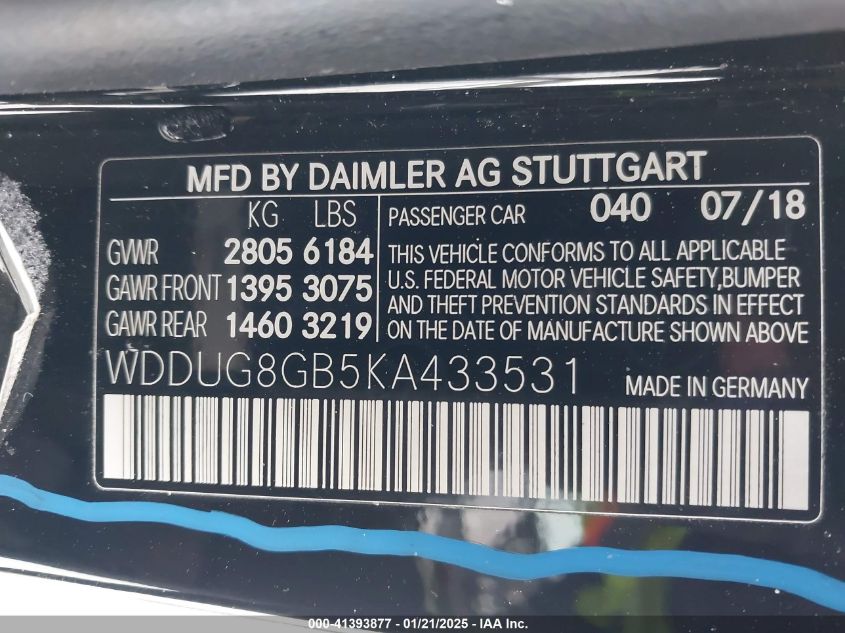 MFD BY DAIMLER AG STUTTGART
KG LBS
GVWR 2805 6184
GAWR FRONT 1395 3075
GAWR REAR 1460 3219
PASSENGER CAR 040 07/18
THIS VEHICLE CONFORMS TO ALL APPLICABLE
U.S. FEDERAL MOTOR VEHICLE SAFETY,BUMPER
AND THEFT PREVENTION STANDARDS IN EFFECT
ON THE DATE OF MANUFACTURE SHOWN ABOVE
WDDUG8GB5KA433531
MADE IN GERMANY
000-41393877 — 01/21/2025 — IAA Inc.